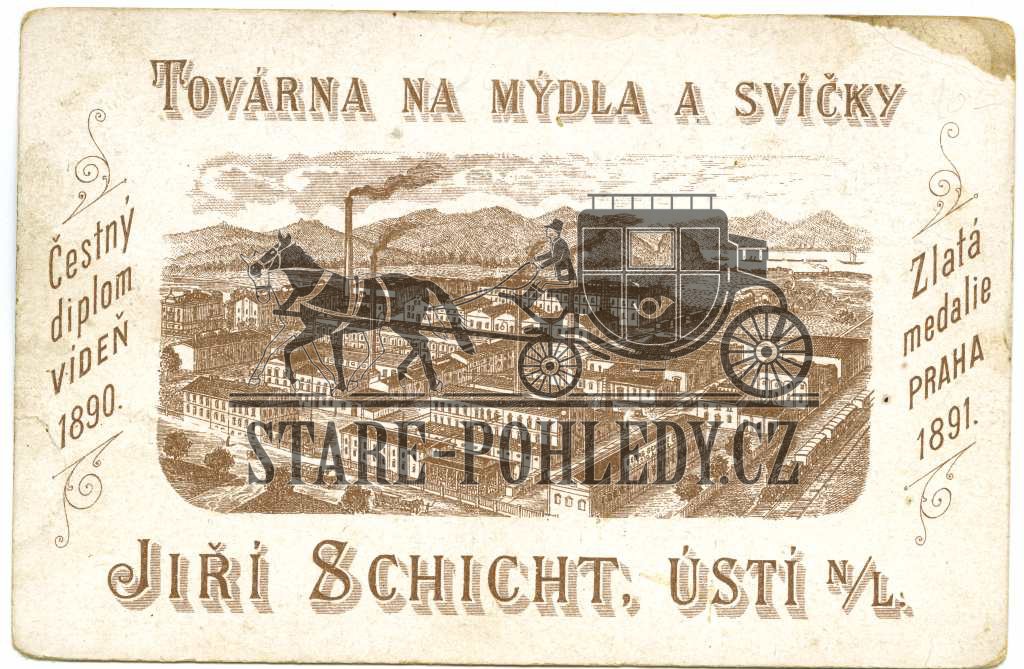 TOVÁRNA NA MÝDLA A SVÍČKY
Čestný
diplom
VÍDEŇ
1890.
Zlatá
medalie
PRAHA
1891.
STARE-POHLEDY.CZ
JIŘÍ SCHICHT, ÚSTÍ N/L.